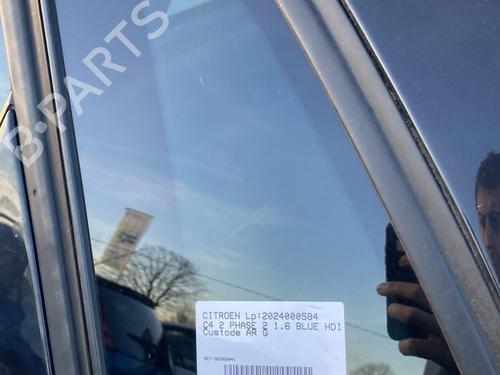 B-PARTS
CITROEN Lp:2024000584
C4 2 PHASE 2 1.6 BLUE HDI
Custode AR G